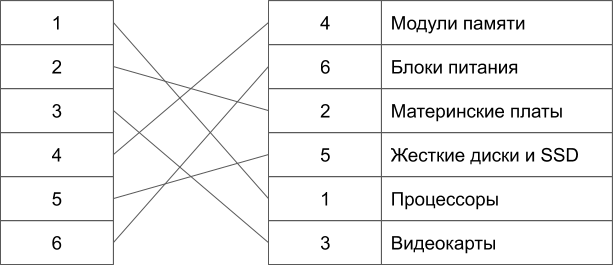 1 4 Модули памяти
2 6 Блоки питания
3 2 Материнские платы
4 5 Жесткие диски и SSD
5 1 Процессоры
6 3 Видеокарты